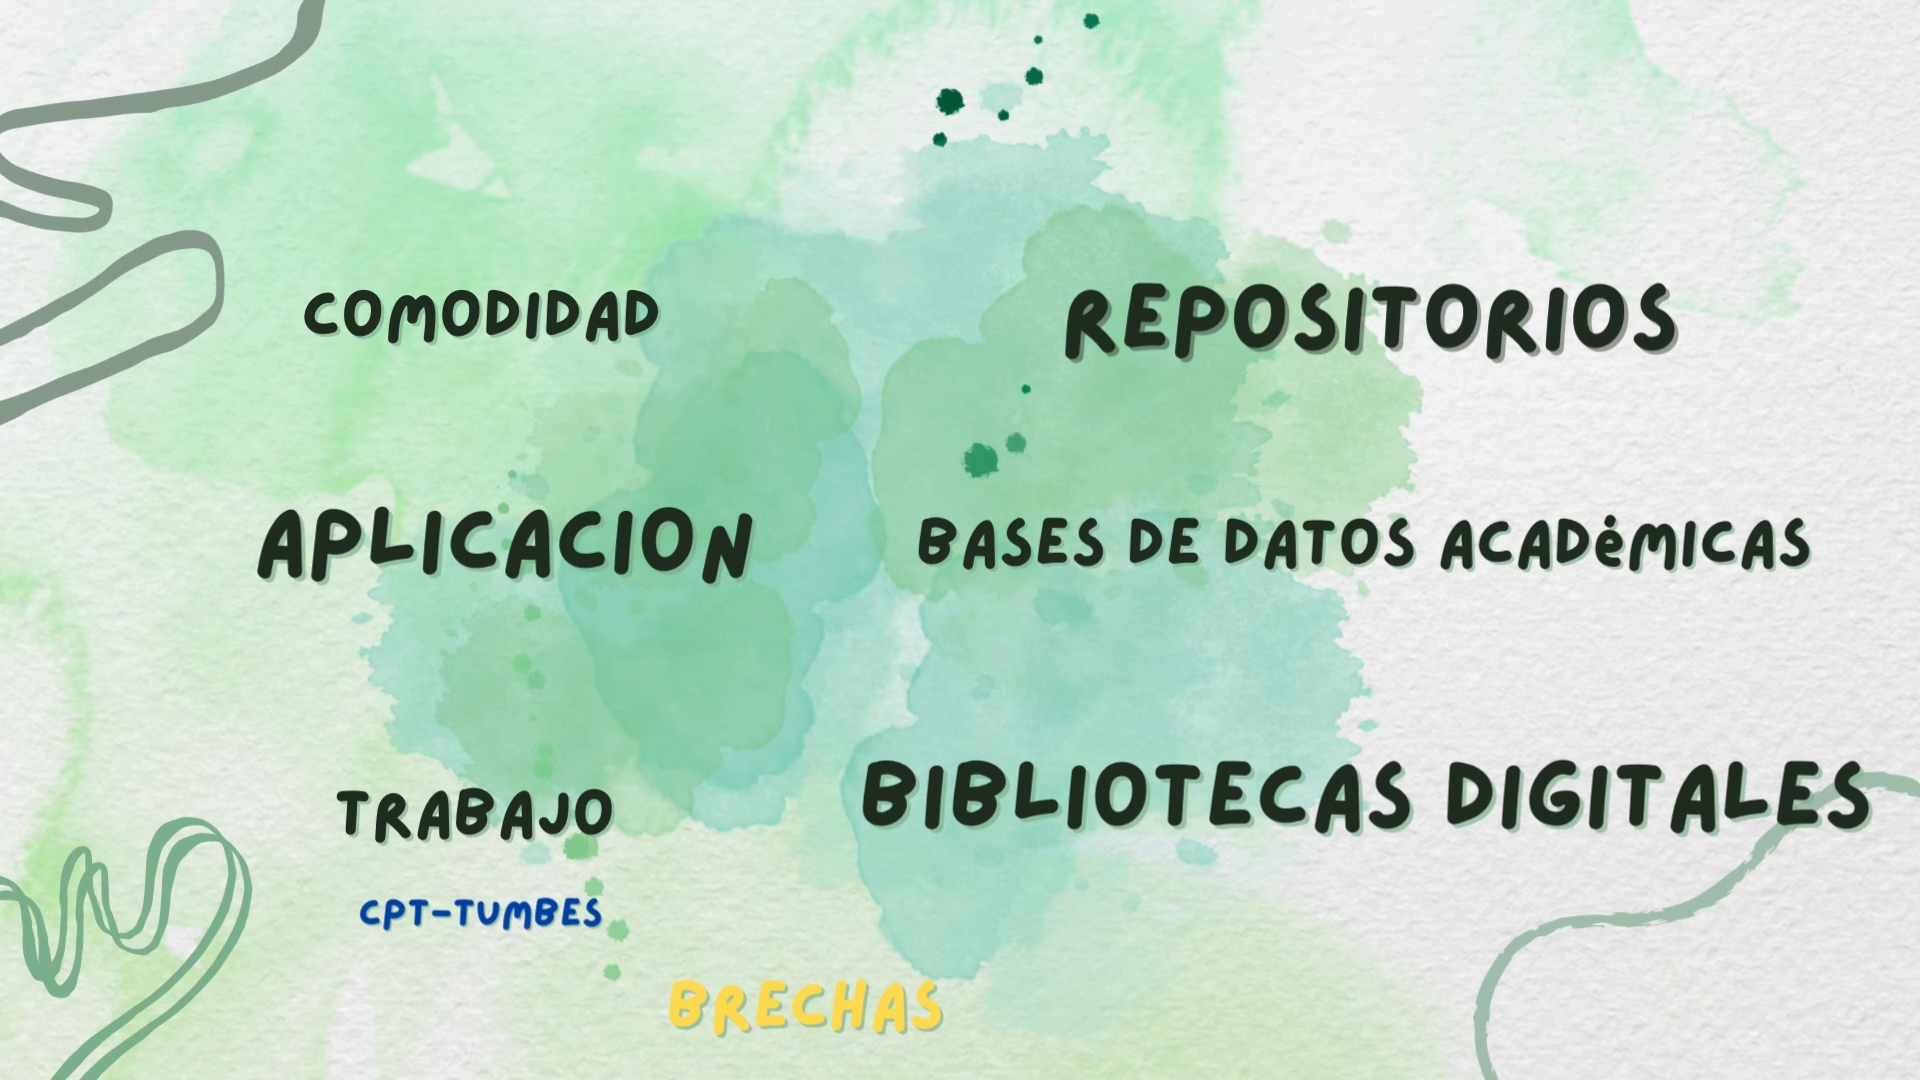 COMODIDAD
REPOSITORIOS
APLICACION
BASES DE DATOS ACADéMICAS
TRABAJO
BIBLIOTECAS DIGITALES
CPT-TUMBES
BRECHAS